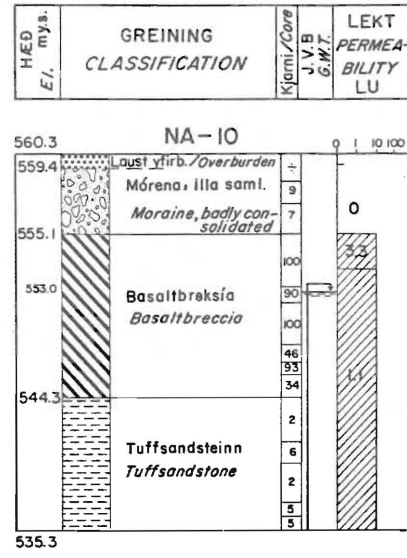 HÆÐ m y.s.
El.
GREINING
CLASSIFICATION
Kjarni/Core
J.V.B
G.W.T.
LEKT
PERMEA-
BILITY
LU
NA-10
0 1 10 100
560.3
559.4
Laust yfirb./Overburden
Mórena, illa saml.
9
Moraine, badly con-
solidated
7
0
555.1
3.3
100
553.0
Basaltbreksía
Basaltbreccia
90
100
1.1
46
93
34
544.3
2
Tuffsandsteinn
Tuffsandstone
6
2
5
5
535.3